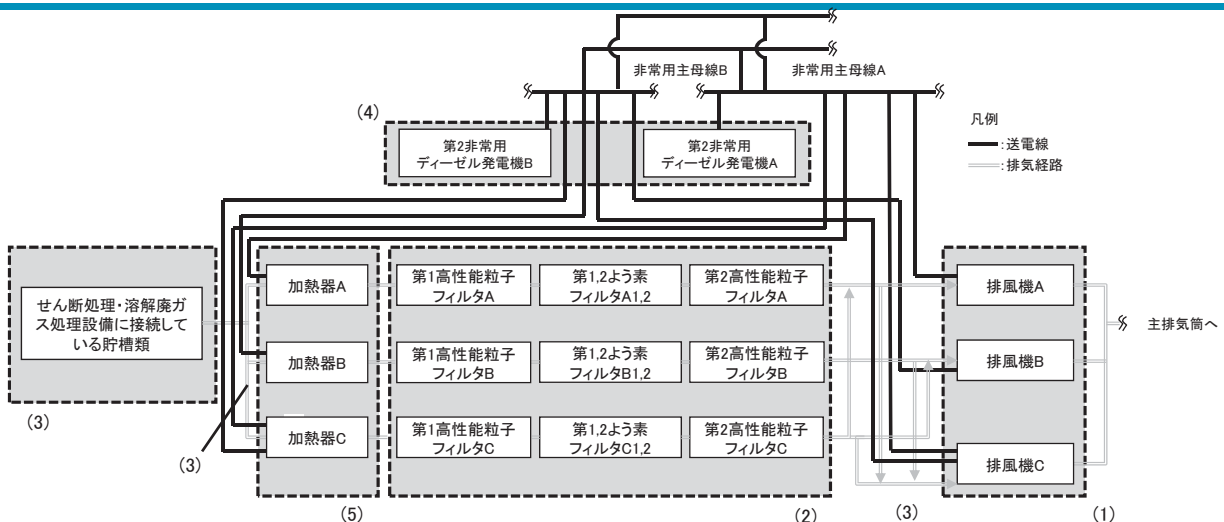 非常用主母線B
非常用主母線A
(4)
第2非常用
ディーゼル発電機B
第2非常用
ディーゼル発電機A
凡例
:送電線
:排気経路
せん断処理・溶解廃ガ
ス処理設備に接続して
いる貯槽類
加熱器A
第1高性能粒子
フィルタA
第1,2よう素
フィルタA1,2
第2高性能粒子
フィルタA
排風機A
主排気筒へ
加熱器B
第1高性能粒子
フィルタB
第1,2よう素
フィルタB1,2
第2高性能粒子
フィルタB
排風機B
加熱器C
第1高性能粒子
フィルタC
第1,2よう素
フィルタC1,2
第2高性能粒子
フィルタC
排風機C
(3)
(3)
(5)
(2)
(3)
(1)